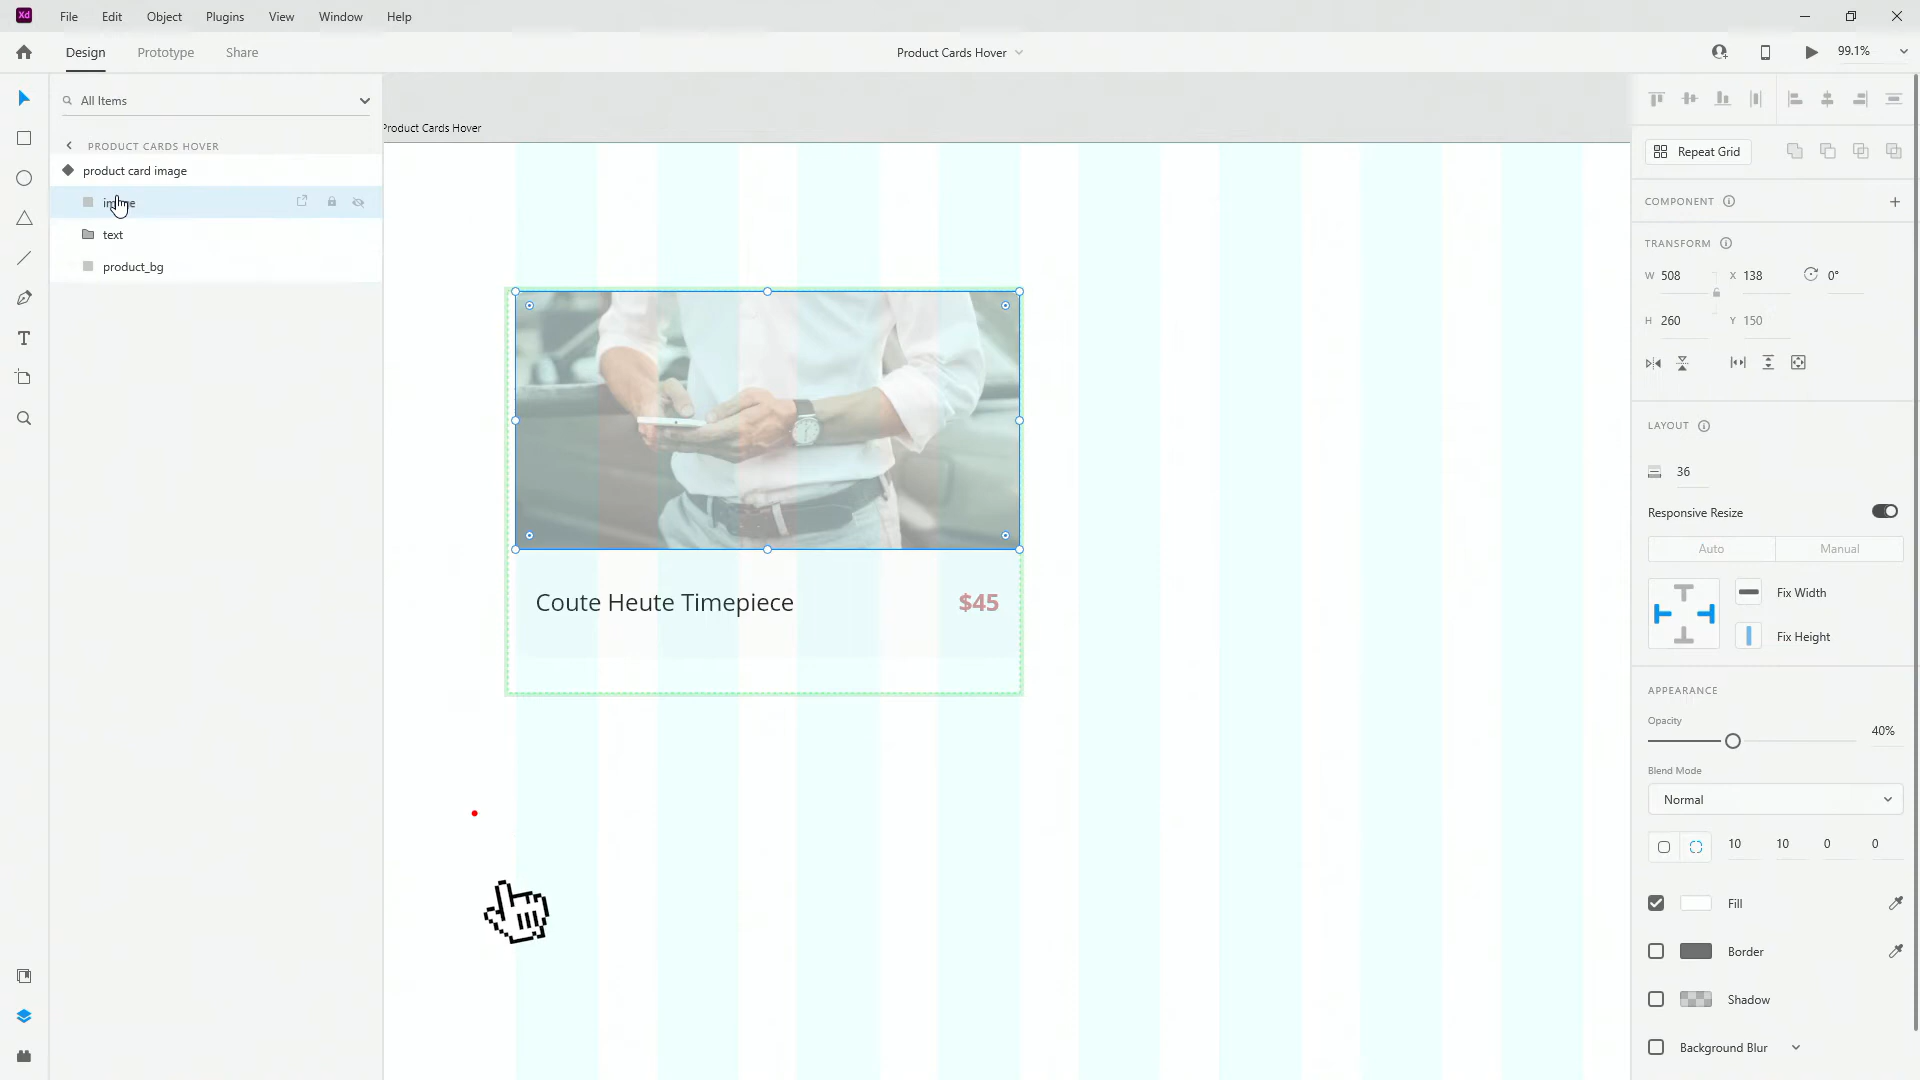 Xd File Edit Object Plugins View Window Help
Design Prototype Share
Product Cards Hover
99.1%
All Items
PRODUCT CARDS HOVER
product card image
image
text
product_bg
Product Cards Hover
Coute Heute Timepiece
$45
Repeat Grid
COMPONENT
TRANSFORM
W 508 X 138 0°
H 260 Y 150
LAYOUT
36
Responsive Resize
Auto Manual
Fix Width
Fix Height
APPEARANCE
Opacity
40%
Blend Mode
Normal
10 10 0 0
Fill
Border
Shadow
Background Blur